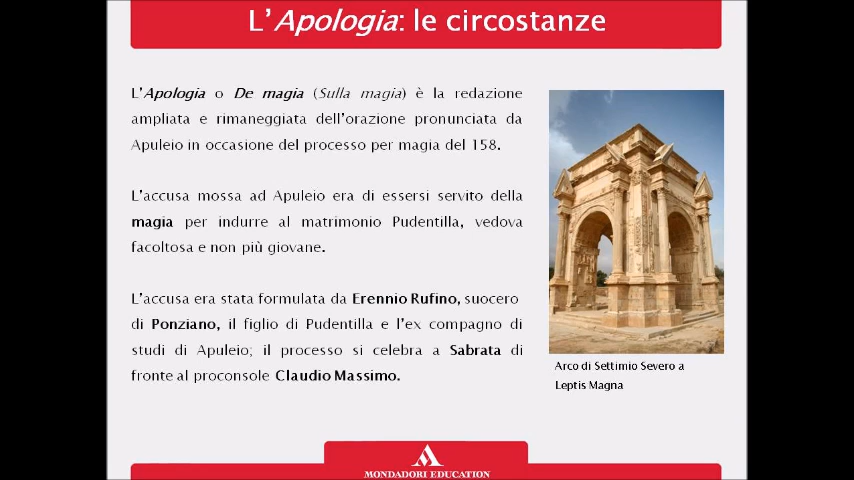 L'Apologia: le circostanze
L'Apologia o De magia (Sulla magia) è la redazione
ampliata e rimaneggiata dell'orazione pronunciata da
Apuleio in occasione del processo per magia del 158.
L'accusa mossa ad Apuleio era di essersi servito della
magia per indurre al matrimonio Pudentilla, vedova
facoltosa e non più giovane.
L'accusa era stata formulata da Erennio Rufino, suocero
di Ponziano, il figlio di Pudentilla e l'ex compagno di
studi di Apuleio; il processo si celebra a Sabrata di
fronte al proconsole Claudio Massimo.
Arco di Settimio Severo a
Leptis Magna
MONDADORI EDUCATION